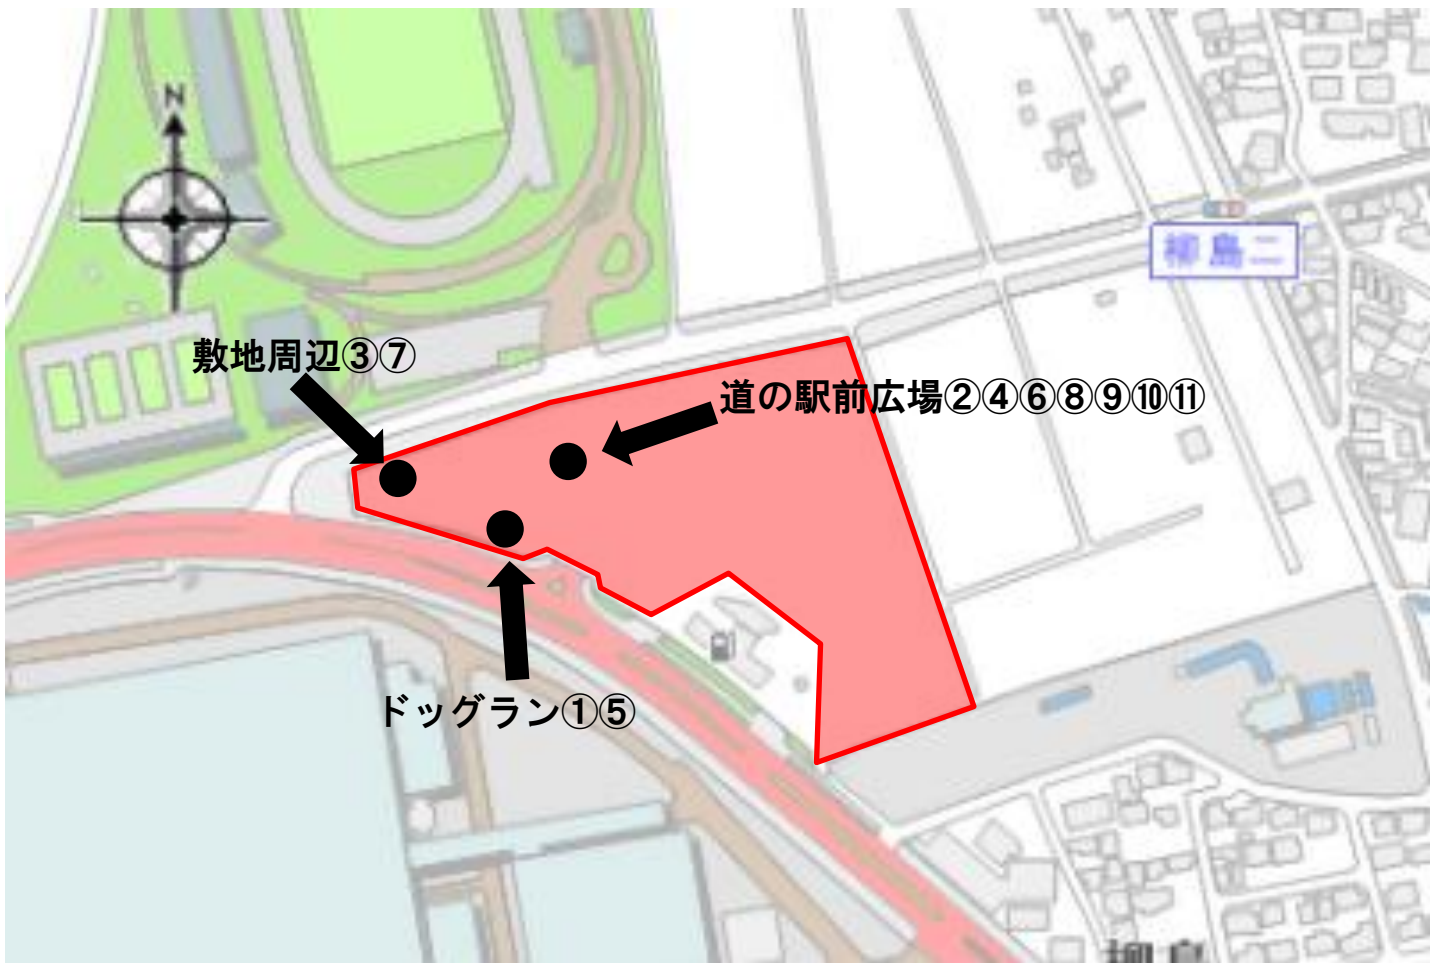 N
柳島二
敷地周辺③⑦
道の駅前広場②④⑥⑧⑨⑩⑪
ドッグラン①⑤